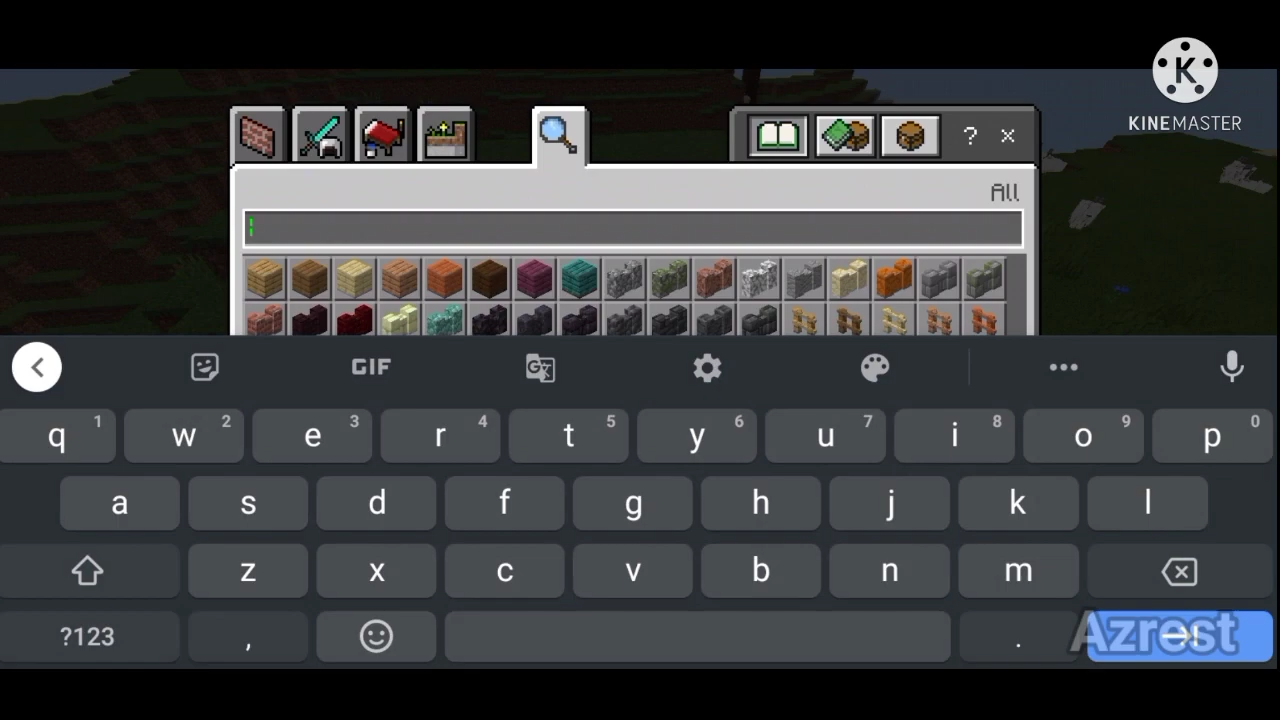 K
KINEMASTER
?
All
GIF
G
q 1 w 2 e 3 r 4 t 5 y 6 u 7 i 8 o 9 p 0
a s d f g h j k l
z x c v b n m
?123 , .
Azrest